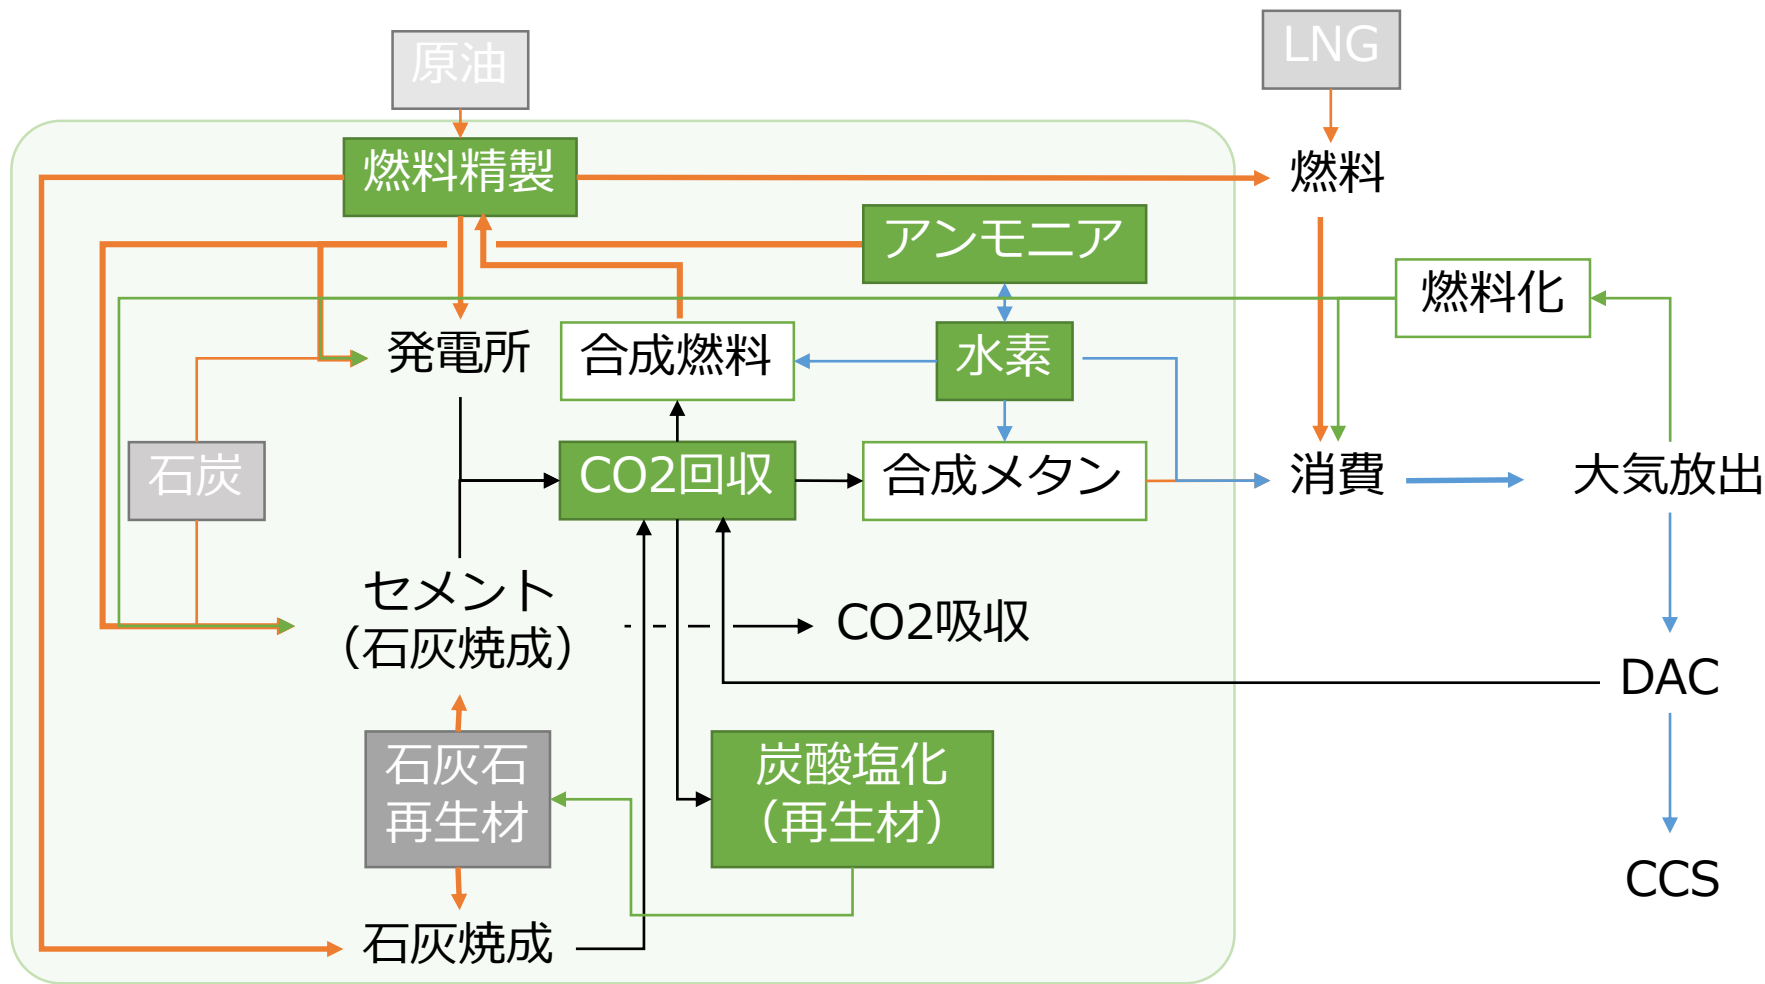 原油
LNG
燃料精製
燃料
アンモニア
燃料化
発電所
合成燃料
水素
石炭
CO2回収
合成メタン
消費
大気放出
セメント
（石灰焼成）
CO2吸収
DAC
石灰石
再生材
炭酸塩化
（再生材）
CCS
石灰焼成